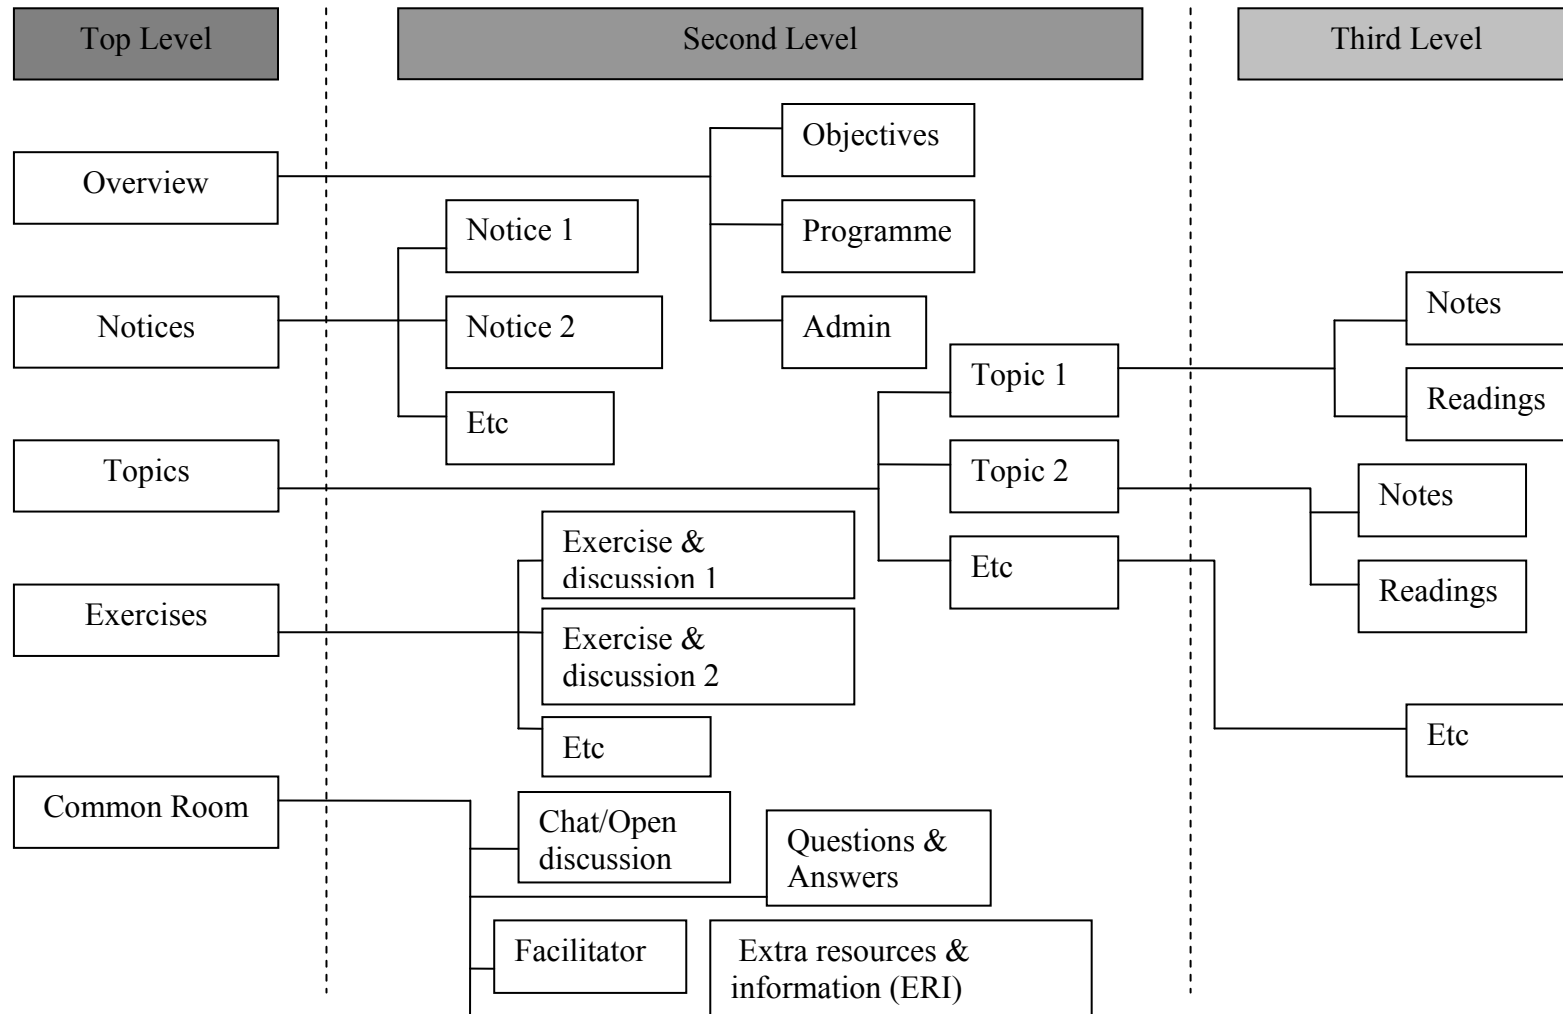 Top Level
Second Level
Third Level
Overview
Objectives
Programme
Admin
Notices
Notice 1
Notice 2
Etc
Topics
Topic 1
Notes
Readings
Topic 2
Notes
Readings
Etc
Etc
Exercises
Exercise &
discussion 1
Exercise &
discussion 2
Etc
Common Room
Chat/Open
discussion
Questions &
Answers
Facilitator
Extra resources &
information (ERI)